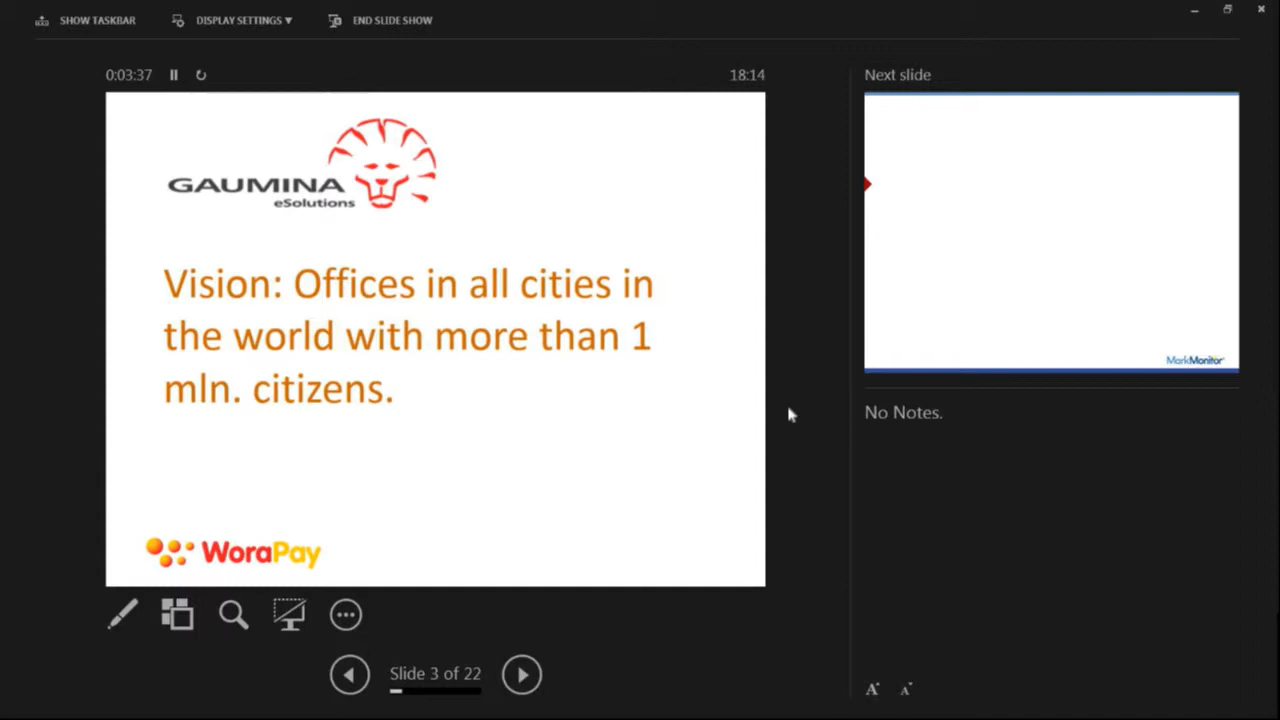 SHOW TASKBAR
DISPLAY SETTINGS ▼
END SLIDE SHOW
0:03:37
18:14
Next slide
GAUMINA
eSolutions
Vision: Offices in all cities in
the world with more than 1
mln. citizens.
WoraPay
MarkMonitor
No Notes.
Slide 3 of 22
A A